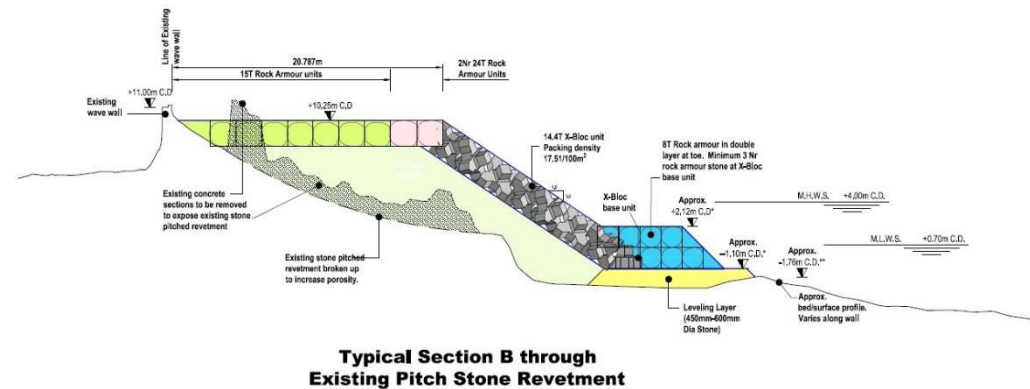 Line of Existing
wave wall
20.787m
15T Rock Armour units
2Nr 24T Rock
Armour Units
+11,00m C,D
Existing
wave wall
+10,25m C,D
14.4T X-Bloc unit
Packing density
17.51/100m²
8T Rock armour in double
layer at toe. Minimum 3 Nr
rock armour stone at X-Bloc
base unit
X-Bloc
base unit
Approx.
+2,12m C,D*
M.H.W.S. +4,00m C.D.
M.L.W.S. +0.70m C.D.
Approx.
-1,10m C.D,*
Approx.
-1,76m C.D.**
Existing concrete
sections to be removed
to expose existing stone
pitched revetment
Existing stone pitched
revetment broken up
to increase porosity.
Leveling Layer
(450mm-600mm
Dia Stone)
Approx.
bed/surface profile.
Varies along wall
Typical Section B through
Existing Pitch Stone Revetment